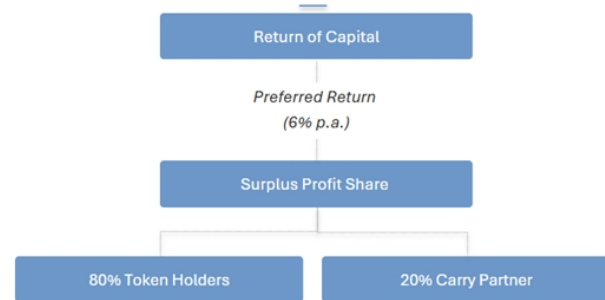 Return of Capital
Preferred Return
(6% p.a.)
Surplus Profit Share
80% Token Holders
20% Carry Partner